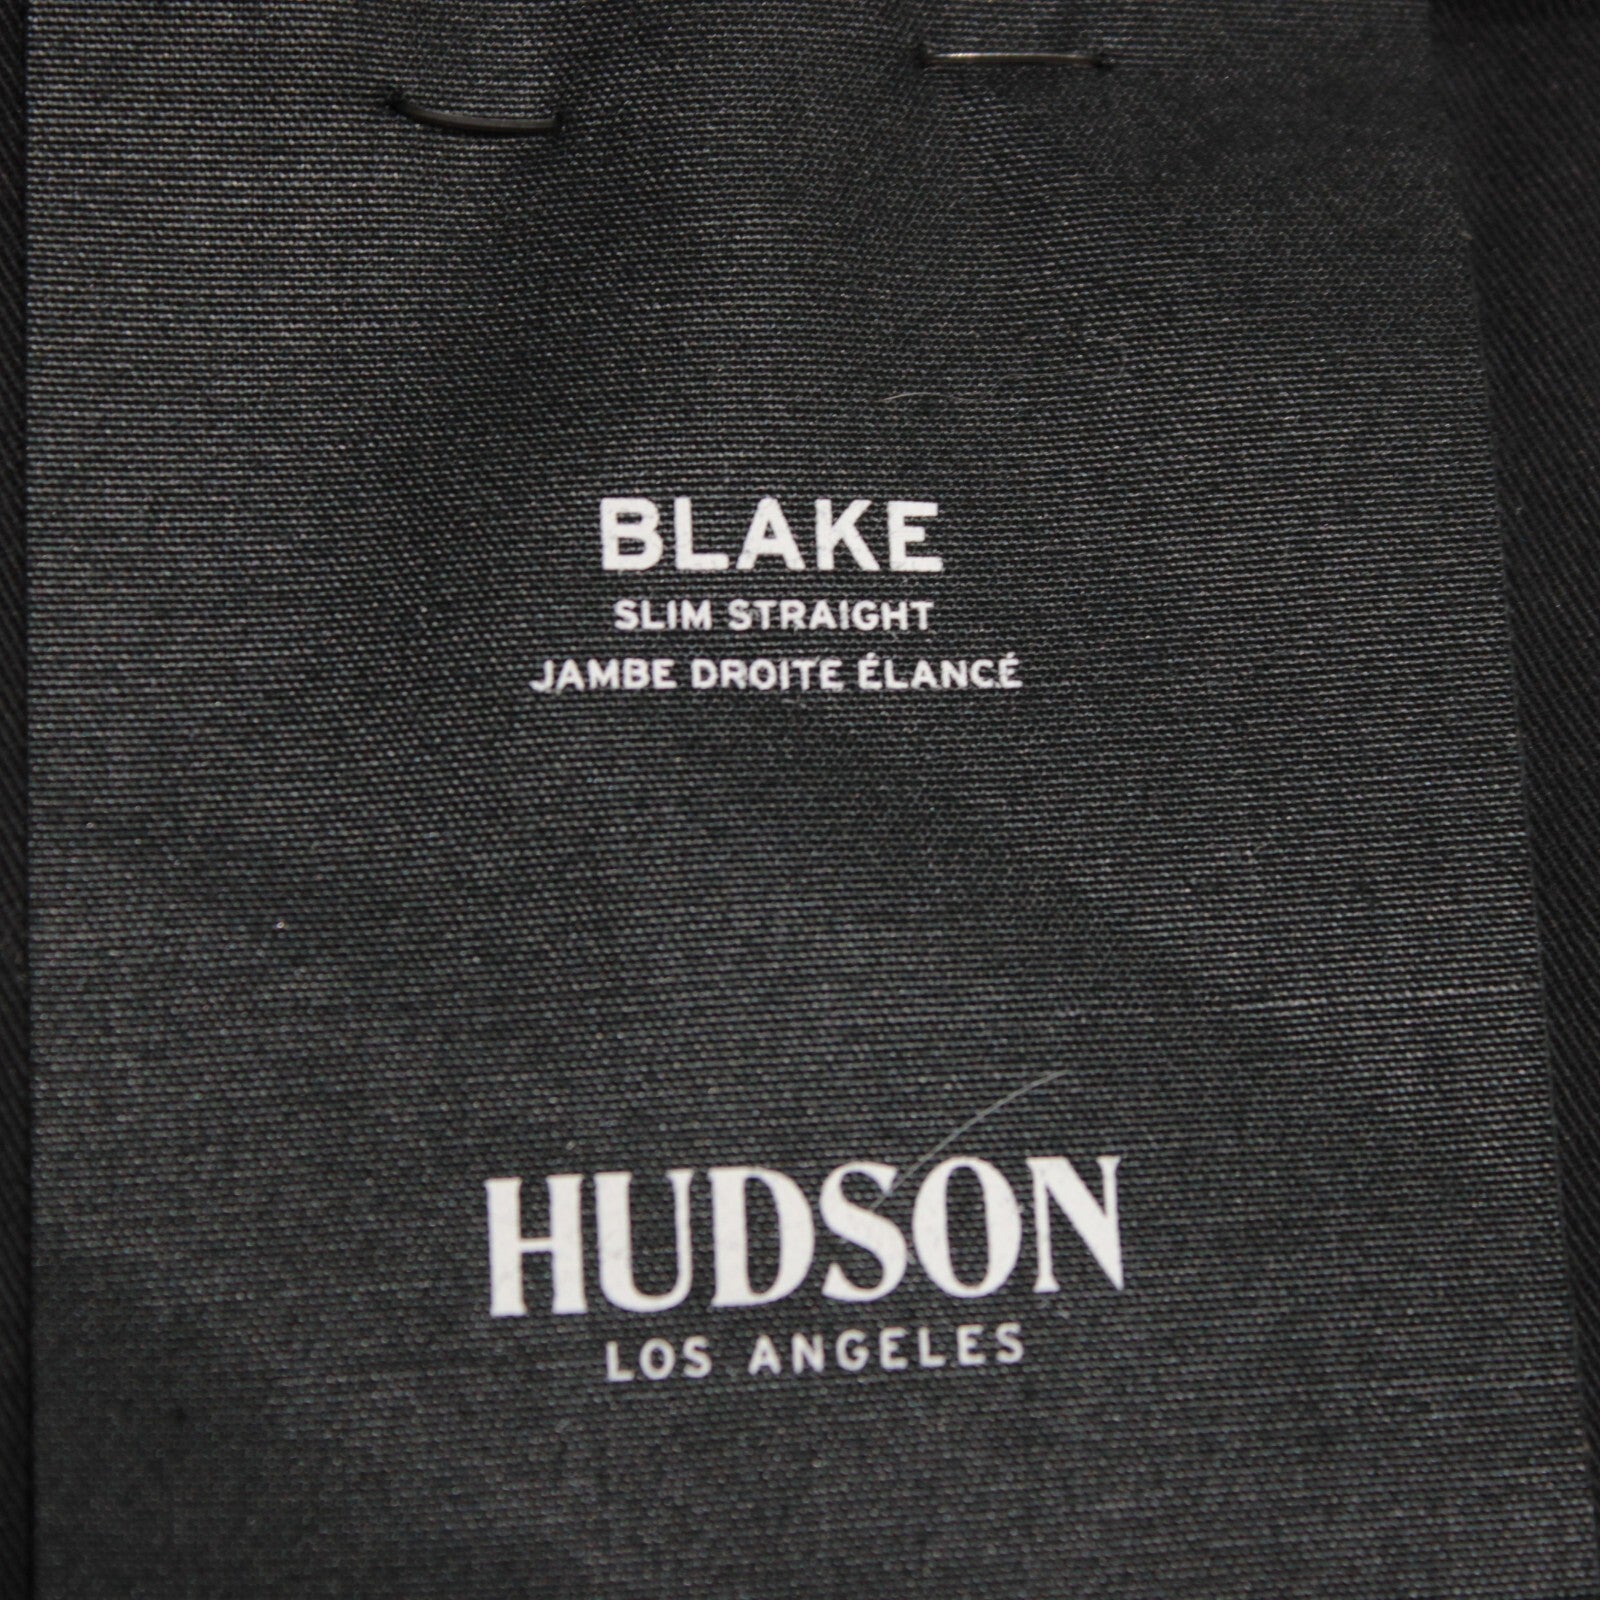 BLAKE
SLIM STRAIGHT
JAMBE DROITE ÉLANCÉ
HUDSON
LOS ANGELES